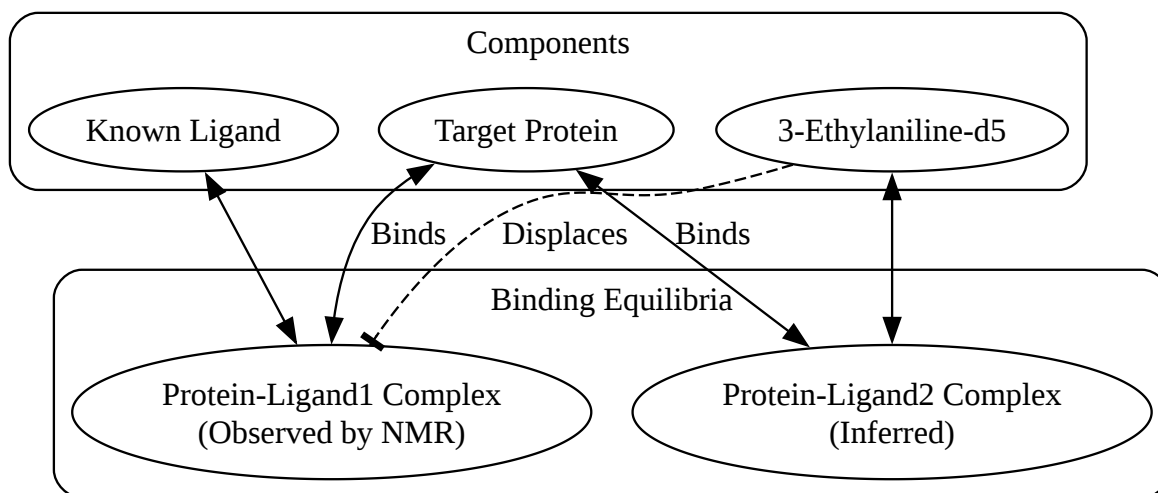 Components
Known Ligand
Target Protein
3-Ethylaniline-d5
Binds
Displaces
Binds
Binding Equilibria
Protein-Ligand1 Complex
(Observed by NMR)
Protein-Ligand2 Complex
(Inferred)